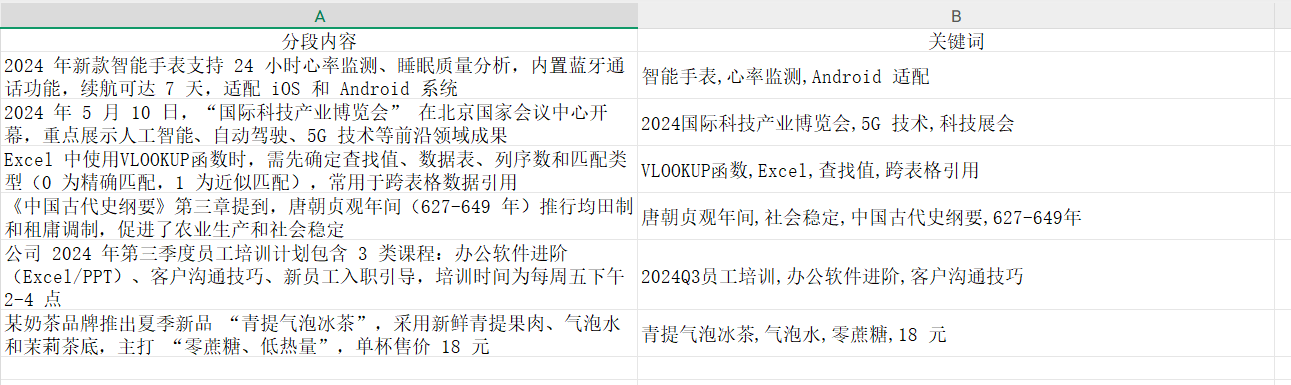 A
B
分段内容
关键词
2024 年新款智能手表支持 24 小时心率监测、睡眠质量分析，内置蓝牙通
话功能，续航可达 7 天，适配 iOS 和 Android 系统
智能手表,心率监测,Android 适配
2024 年 5 月 10 日，“国际科技产业博览会” 在北京国家会议中心开
幕，重点展示人工智能、自动驾驶、5G 技术等前沿领域成果
2024国际科技产业博览会,5G 技术,科技展会
Excel 中使用VLOOKUP函数时，需先确定查找值、数据表、列序数和匹配类
型（0 为精确匹配，1 为近似匹配），常用于跨表格数据引用
VLOOKUP函数,Excel,查找值,跨表格引用
《中国古代史纲要》第三章提到，唐朝贞观年间（627-649 年）推行均田制
和租庸调制，促进了农业生产和社会稳定
唐朝贞观年间,社会稳定,中国古代史纲要,627-649年
公司 2024 年第三季度员工培训计划包含 3 类课程：办公软件进阶
（Excel/PPT）、客户沟通技巧、新员工入职引导，培训时间为每周五下午
2-4 点
2024Q3员工培训,办公软件进阶,客户沟通技巧
某奶茶品牌推出夏季新品 “青提气泡冰茶”，采用新鲜青提果肉、气泡水
和茉莉茶底，主打 “零蔗糖、低热量”，单杯售价 18 元
青提气泡冰茶,气泡水,零蔗糖,18 元